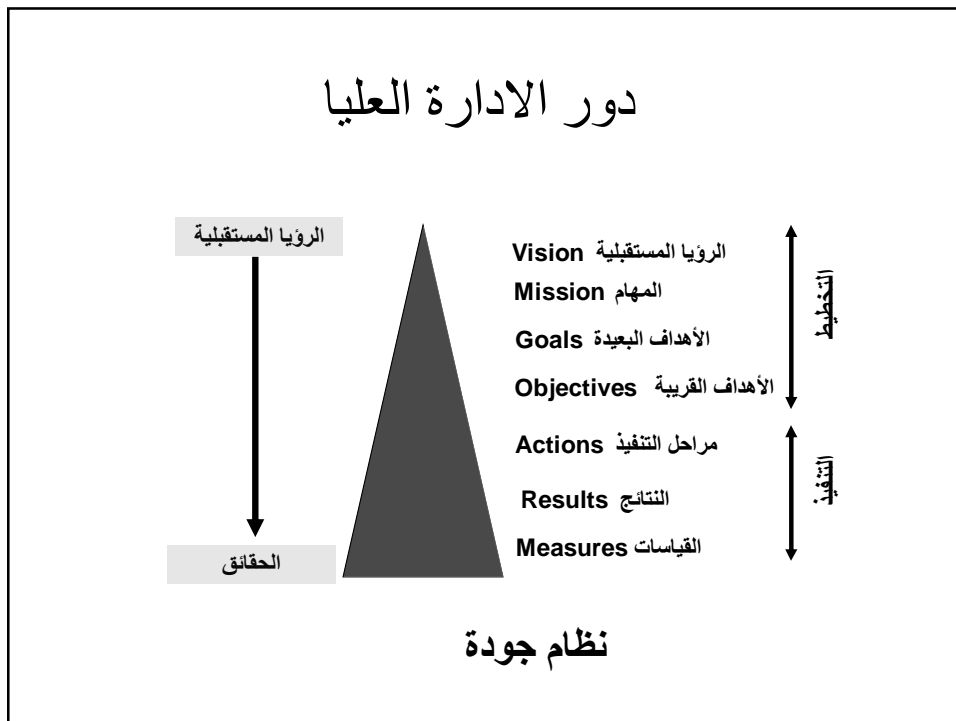 دور الادارة العليا
الرؤيا المستقبلية
الحقائق
Vision الرؤيا المستقبلية
Mission المهام
Goals الأهداف البعيدة
Objectives الأهداف القريبة
Actions مراحل التنفيذ
Results النتائج
Measures القياسات
التخطيط
التنفيذ
نظام جودة